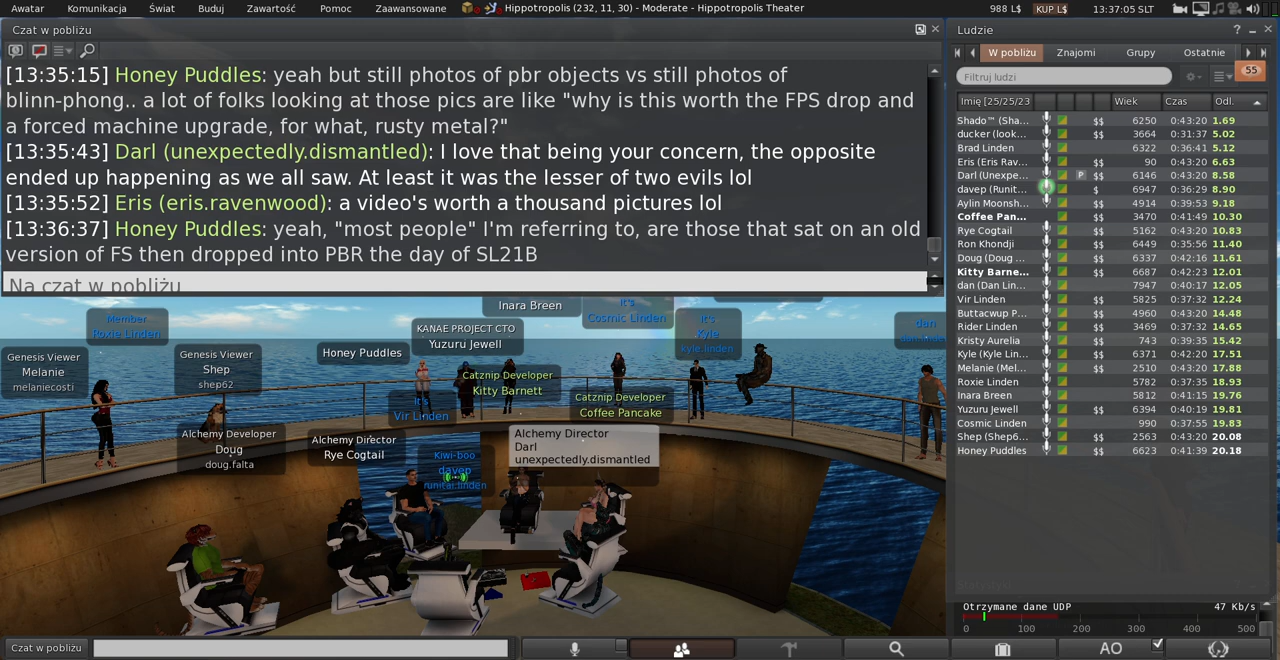 Awatar Komunikacja Świat Buduj Zawartość Pomoc Zaawansowane Hippotropolis (232, 11, 30) - Moderate - Hippotropolis Theater 988 L$ KUP L$ 13:37:05 SLT
Czat w pobliżu
[13:35:15] Honey Puddles: yeah but still photos of pbr objects vs still photos of
blinn-phong.. a lot of folks looking at those pics are like "why is this worth the FPS drop and
a forced machine upgrade, for what, rusty metal?"
[13:35:43] Darl (unexpectedly.dismantled): I love that being your concern, the opposite
ended up happening as we all saw. At least it was the lesser of two evils lol
[13:35:52] Eris (eris.ravenwood): a video's worth a thousand pictures lol
[13:36:37] Honey Puddles: yeah, "most people" I'm referring to, are those that sat on an old
version of FS then dropped into PBR the day of SL21B
Na czat w pobliżu
Inara Breen
It's
Cosmic Linden
Member
Roxie Linden
KANAE PROJECT CTO
Yuzuru Jewell
It's
Kyle
kyle.linden
dan
Genesis Viewer
Melanie
melaniecosti
Genesis Viewer
Shep
shep62
Honey Puddles
Catznip Developer
Kitty Barnett
Catznip Developer
Coffee Pancake
It's
Vir Linden
Alchemy Developer
Doug
doug.falta
Alchemy Director
Rye Cogtail
Alchemy Director
Darl
unexpectedly.dismantled
Kiwi-boo
davep
runitai.linden
Ludzie
W pobliżu Znajomi Grupy Ostatnie
55
Filtruj ludzi
Imię [25/25/23 Wiek Czas Odl.
Shado™ (Sha... $$ 6250 0:43:20 1.69
ducker (look... $$ 3664 0:31:37 5.02
Brad Linden 6322 0:36:41 5.12
Eris (Eris Rav... $$ 90 0:43:20 6.63
Darl (Unexpe... P $$ 6146 0:43:20 8.58
davep (Runit... $ 6947 0:36:29 8.90
Aylin Moonsh... $$ 4914 0:39:53 9.18
Coffee Pan... $$ 3470 0:41:49 10.30
Rye Cogtail $$ 5162 0:43:20 10.83
Ron Khondji $$ 6449 0:35:56 11.40
Doug (Doug ... $$ 6337 0:42:16 11.61
Kitty Barne... $$ 6687 0:42:23 12.01
dan (Dan Lin... 7947 0:40:17 12.05
Vir Linden $$ 5825 0:37:32 12.24
Buttacwup P... $$ 4960 0:43:20 14.48
Rider Linden $$ 3469 0:37:32 14.65
Kristy Aurelia $$ 743 0:39:35 15.42
Kyle (Kyle Lin... $$ 6371 0:42:20 17.51
Melanie (Mel... $$ 2510 0:43:20 17.88
Roxie Linden 5782 0:37:35 18.93
Inara Breen 5812 0:41:15 19.76
Yuzuru Jewell $$ 6394 0:40:19 19.81
Cosmic Linden 990 0:37:55 19.83
Shep (Shep6... $$ 2563 0:43:20 20.08
Honey Puddles $$ 6623 0:41:39 20.18
Otrzymane dane UDP 47 Kb/s
0 100 200 300 400 500
Czat w pobliżu
AO